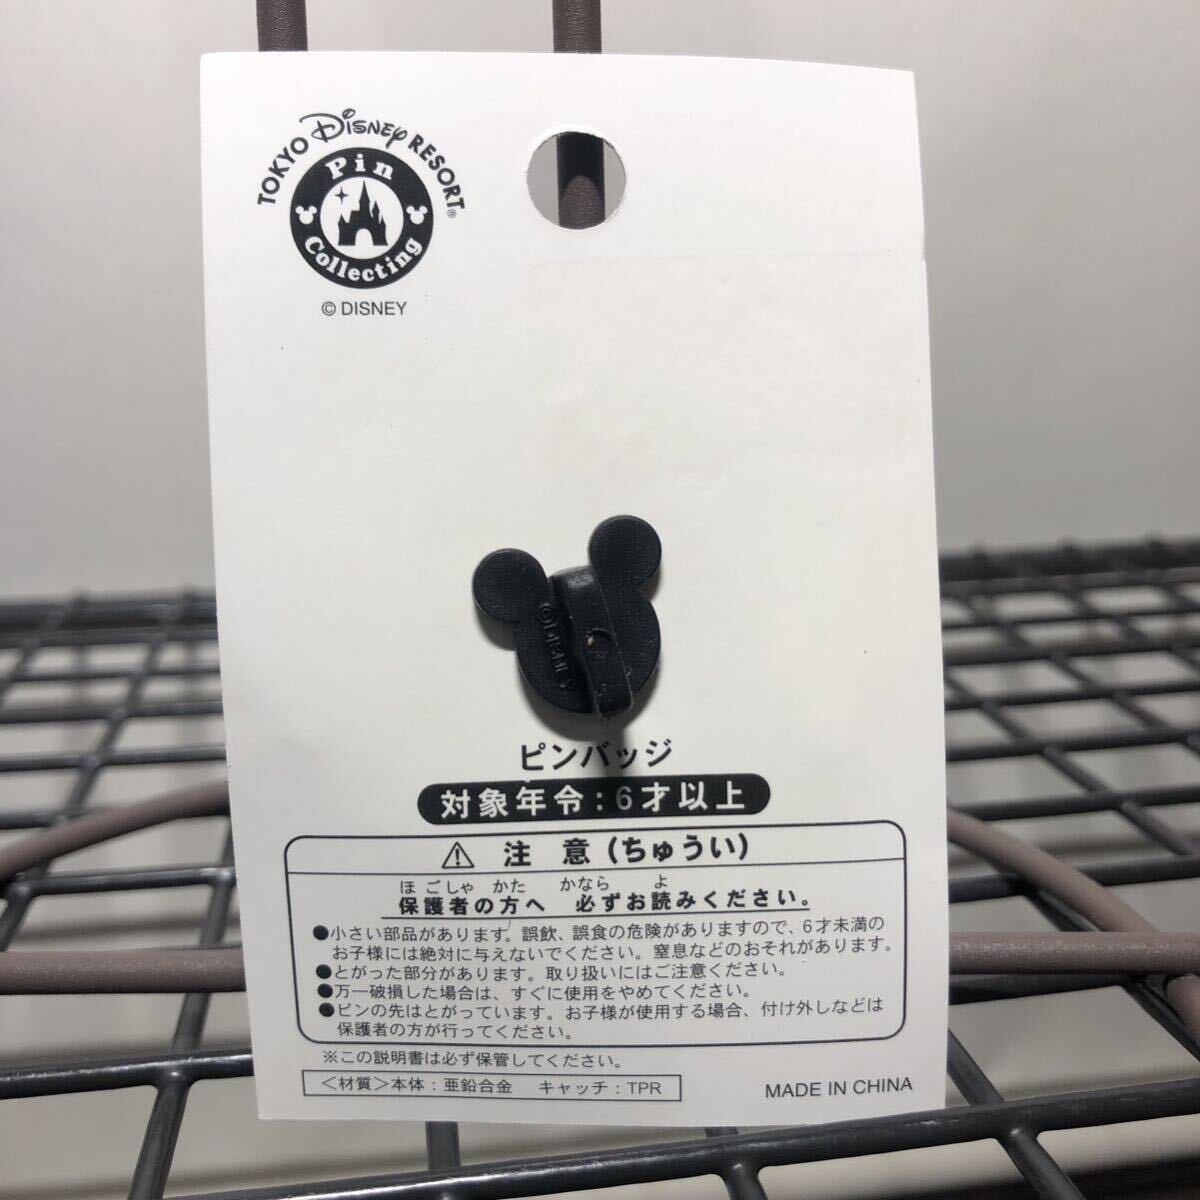 TOKYO Disney RESORT®
Pin
Collecting
© DISNEY
©DISNEY
ピンバッジ
対象年令：6才以上
⚠ 注 意（ちゅうい）
ほごしゃ かた かなら よ
保護者の方へ 必ずお読みください。
●小さい部品があります。誤飲、誤食の危険がありますので、6才未満の
お子様には絶対に与えないでください。窒息などのおそれがあります。
●とがった部分があります。取り扱いにはご注意ください。
●万一破損した場合は、すぐに使用をやめてください。
●ピンの先はとがっています。お子様が使用する場合、付け外しなどは
保護者の方が行ってください。
※この説明書は必ず保管してください。
＜材質＞本体：亜鉛合金 キャッチ：TPR
MADE IN CHINA